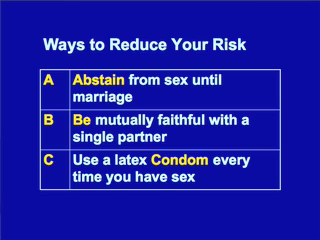 Ways to Reduce Your Risk
A Abstain from sex until
marriage
B Be mutually faithful with a
single partner
C Use a latex Condom every
time you have sex